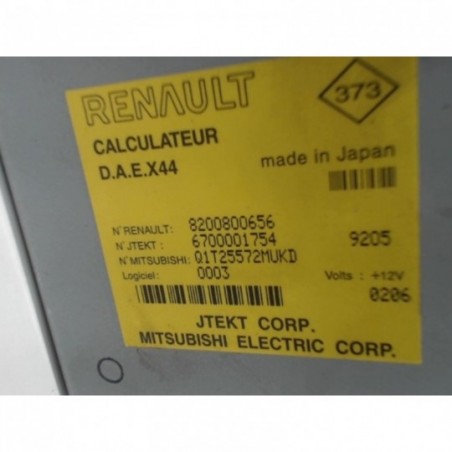 RENAULT
373
CALCULATEUR
D.A.E.X44
made in Japan
N°RENAULT: 8200800656
N°JTEKT : 6700001754 9205
N°MITSUBISHI: Q1T25572MUKD
Logiciel: 0003 Volts : +12V
0206
JTEKT CORP.
MITSUBISHI ELECTRIC CORP.